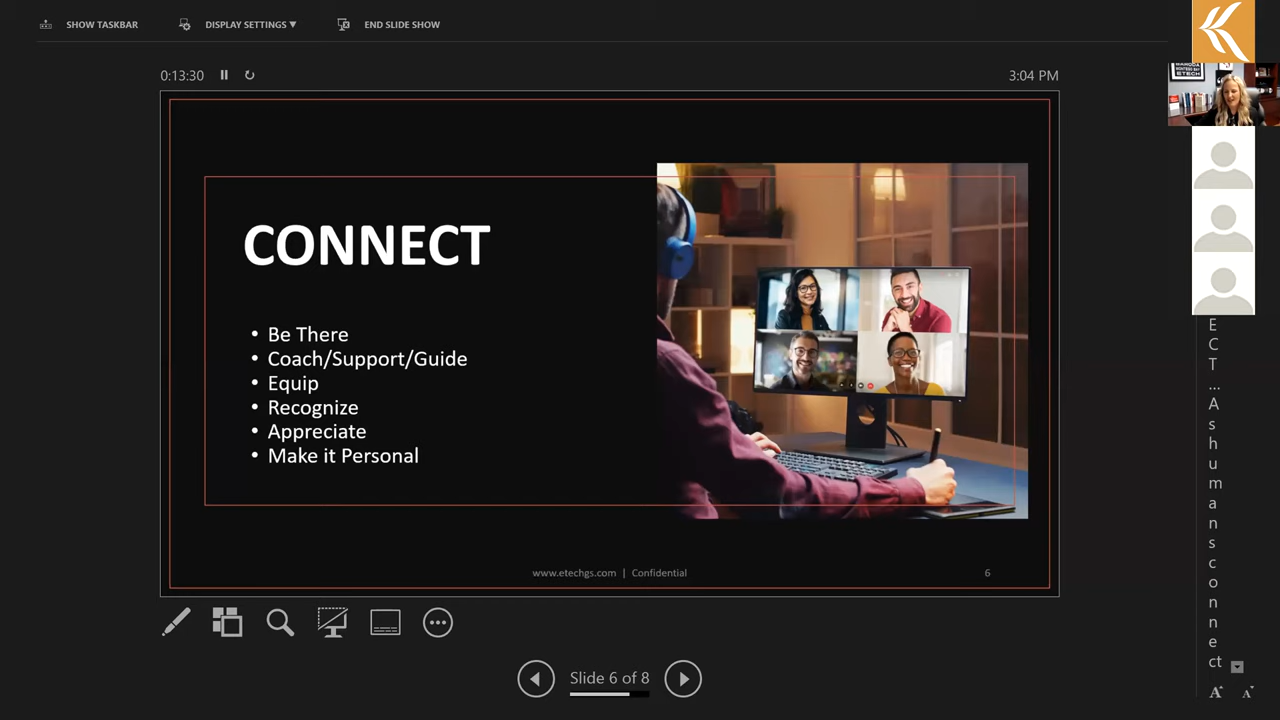 SHOW TASKBAR
DISPLAY SETTINGS ▼
END SLIDE SHOW
0:13:30
3:04 PM
CONNECT
• Be There
• Coach/Support/Guide
• Equip
• Recognize
• Appreciate
• Make it Personal
www.etechgs.com | Confidential
6
Slide 6 of 8
ETECH
E
C
T
...
A
s
h
u
m
a
n
s
c
o
n
n
e
ct
A
A